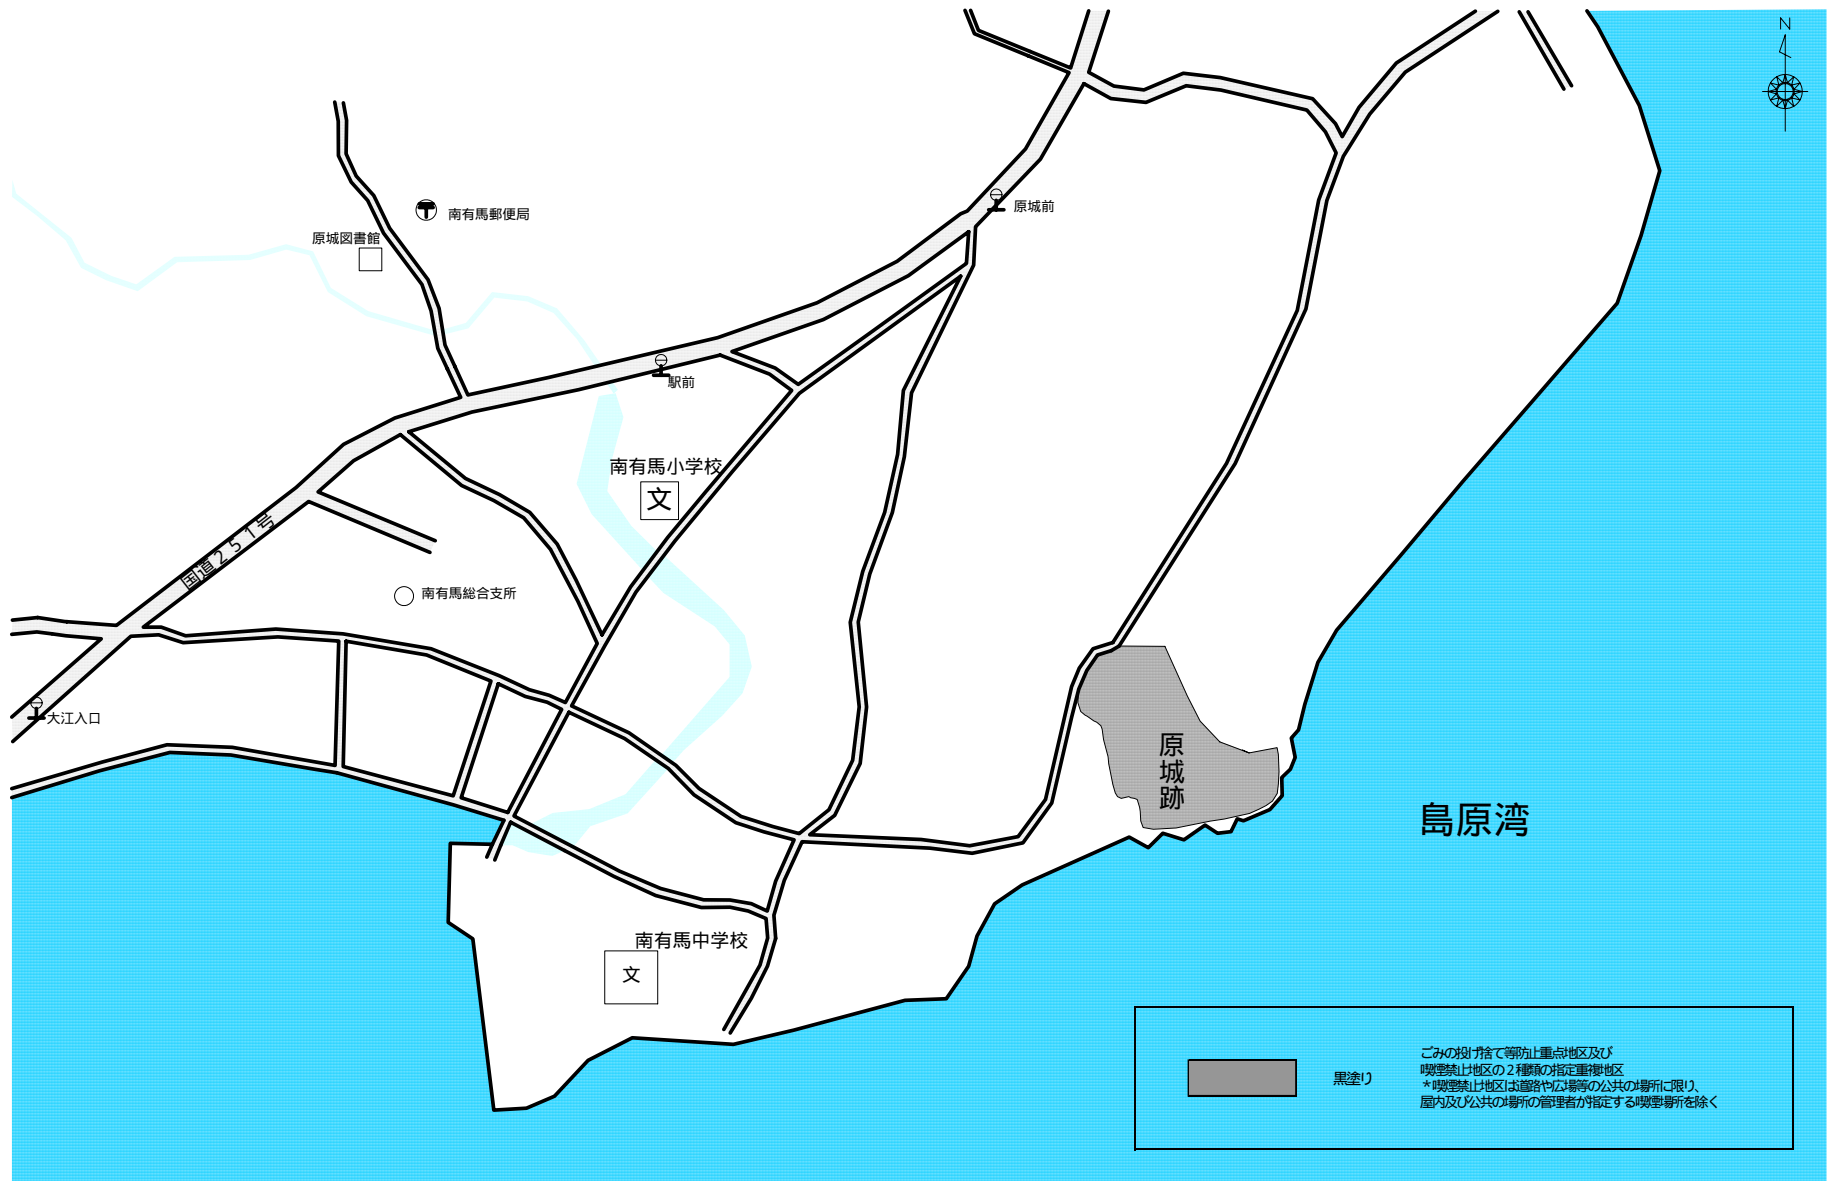 N
南有馬郵便局
原城図書館
原城前
駅前
南有馬小学校
文
国道251号
南有馬総合支所
大江入口
原城跡
島原湾
南有馬中学校
文
黒塗り
ごみの投げ捨て等防止重点地区及び
喫煙禁止地区の2種類の指定重複地区
*喫煙禁止地区は道路や広場等の公共の場所に限り、
屋内及び公共の場所の管理者が指定する喫煙場所を除く